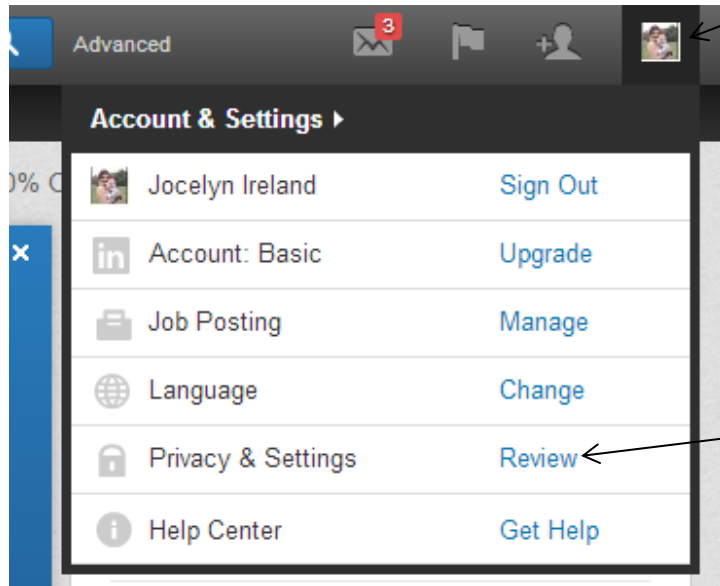 Advanced
3
Account & Settings
Jocelyn Ireland Sign Out
in Account: Basic Upgrade
Job Posting Manage
Language Change
Privacy & Settings Review
Help Center Get Help